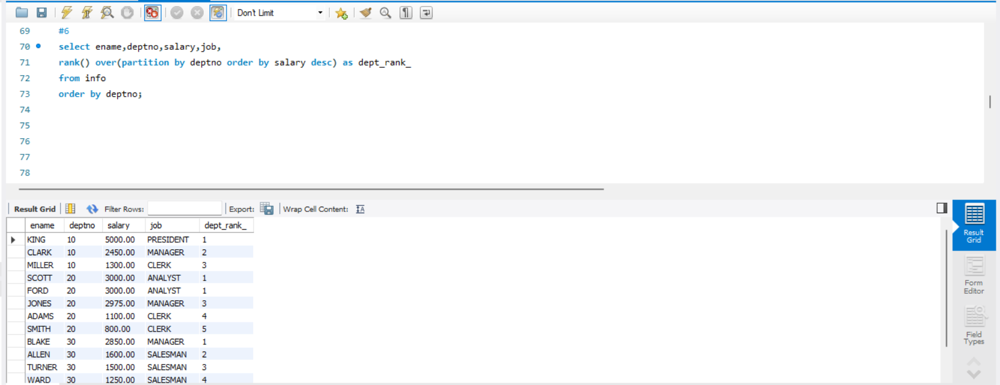 Don't Limit
69 #6
70 select ename,deptno,salary,job,
71 rank() over(partition by deptno order by salary desc) as dept_rank_
72 from info
73 order by deptno;
74
75
76
77
78
Result Grid Filter Rows: Export: Wrap Cell Content: IA
ename deptno salary job dept_rank_
KING 10 5000.00 PRESIDENT 1
CLARK 10 2450.00 MANAGER 2
MILLER 10 1300.00 CLERK 3
SCOTT 20 3000.00 ANALYST 1
FORD 20 3000.00 ANALYST 1
JONES 20 2975.00 MANAGER 3
ADAMS 20 1100.00 CLERK 4
SMITH 20 800.00 CLERK 5
BLAKE 30 2850.00 MANAGER 1
ALLEN 30 1600.00 SALESMAN 2
TURNER 30 1500.00 SALESMAN 3
WARD 30 1250.00 SALESMAN 4
Result
Grid
Form
Editor
Field
Types